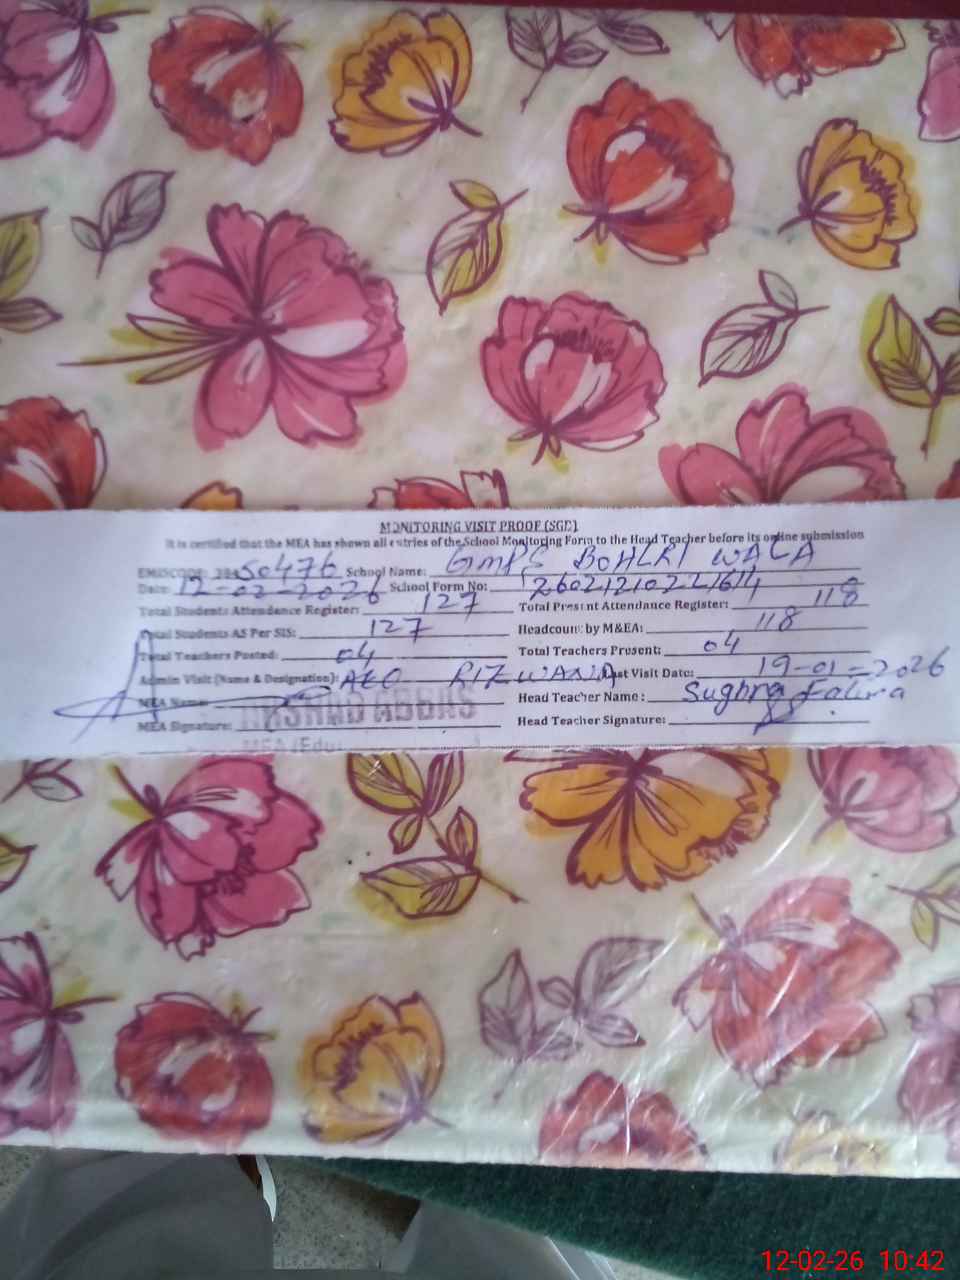 MONITORING VISIT PROOF (SGD)
It is certified that the MEA has shown all entries of the School Monitoring Form to the Head Teacher before its online submission
EMISCODE: 50476 School Name: GMPS BOHLRI WALA
Date: 12-02-2026 School Form No:
Total Students Attendance Register: 127 Total Present Attendance Register: 118
Total Students AS Per SIS: 127 Headcount by M&EA: 118
Total Teachers Posted: 04 Total Teachers Present: 04
Admin Visit (Name & Designation): AEO RIZWANA Last Visit Date: 19-01-2026
MEA Name: ARSHAD ABBAS Head Teacher Name: Sughra Fatima
MEA Signature: Head Teacher Signature:
MEA (Edu)
12-02-26 10:42